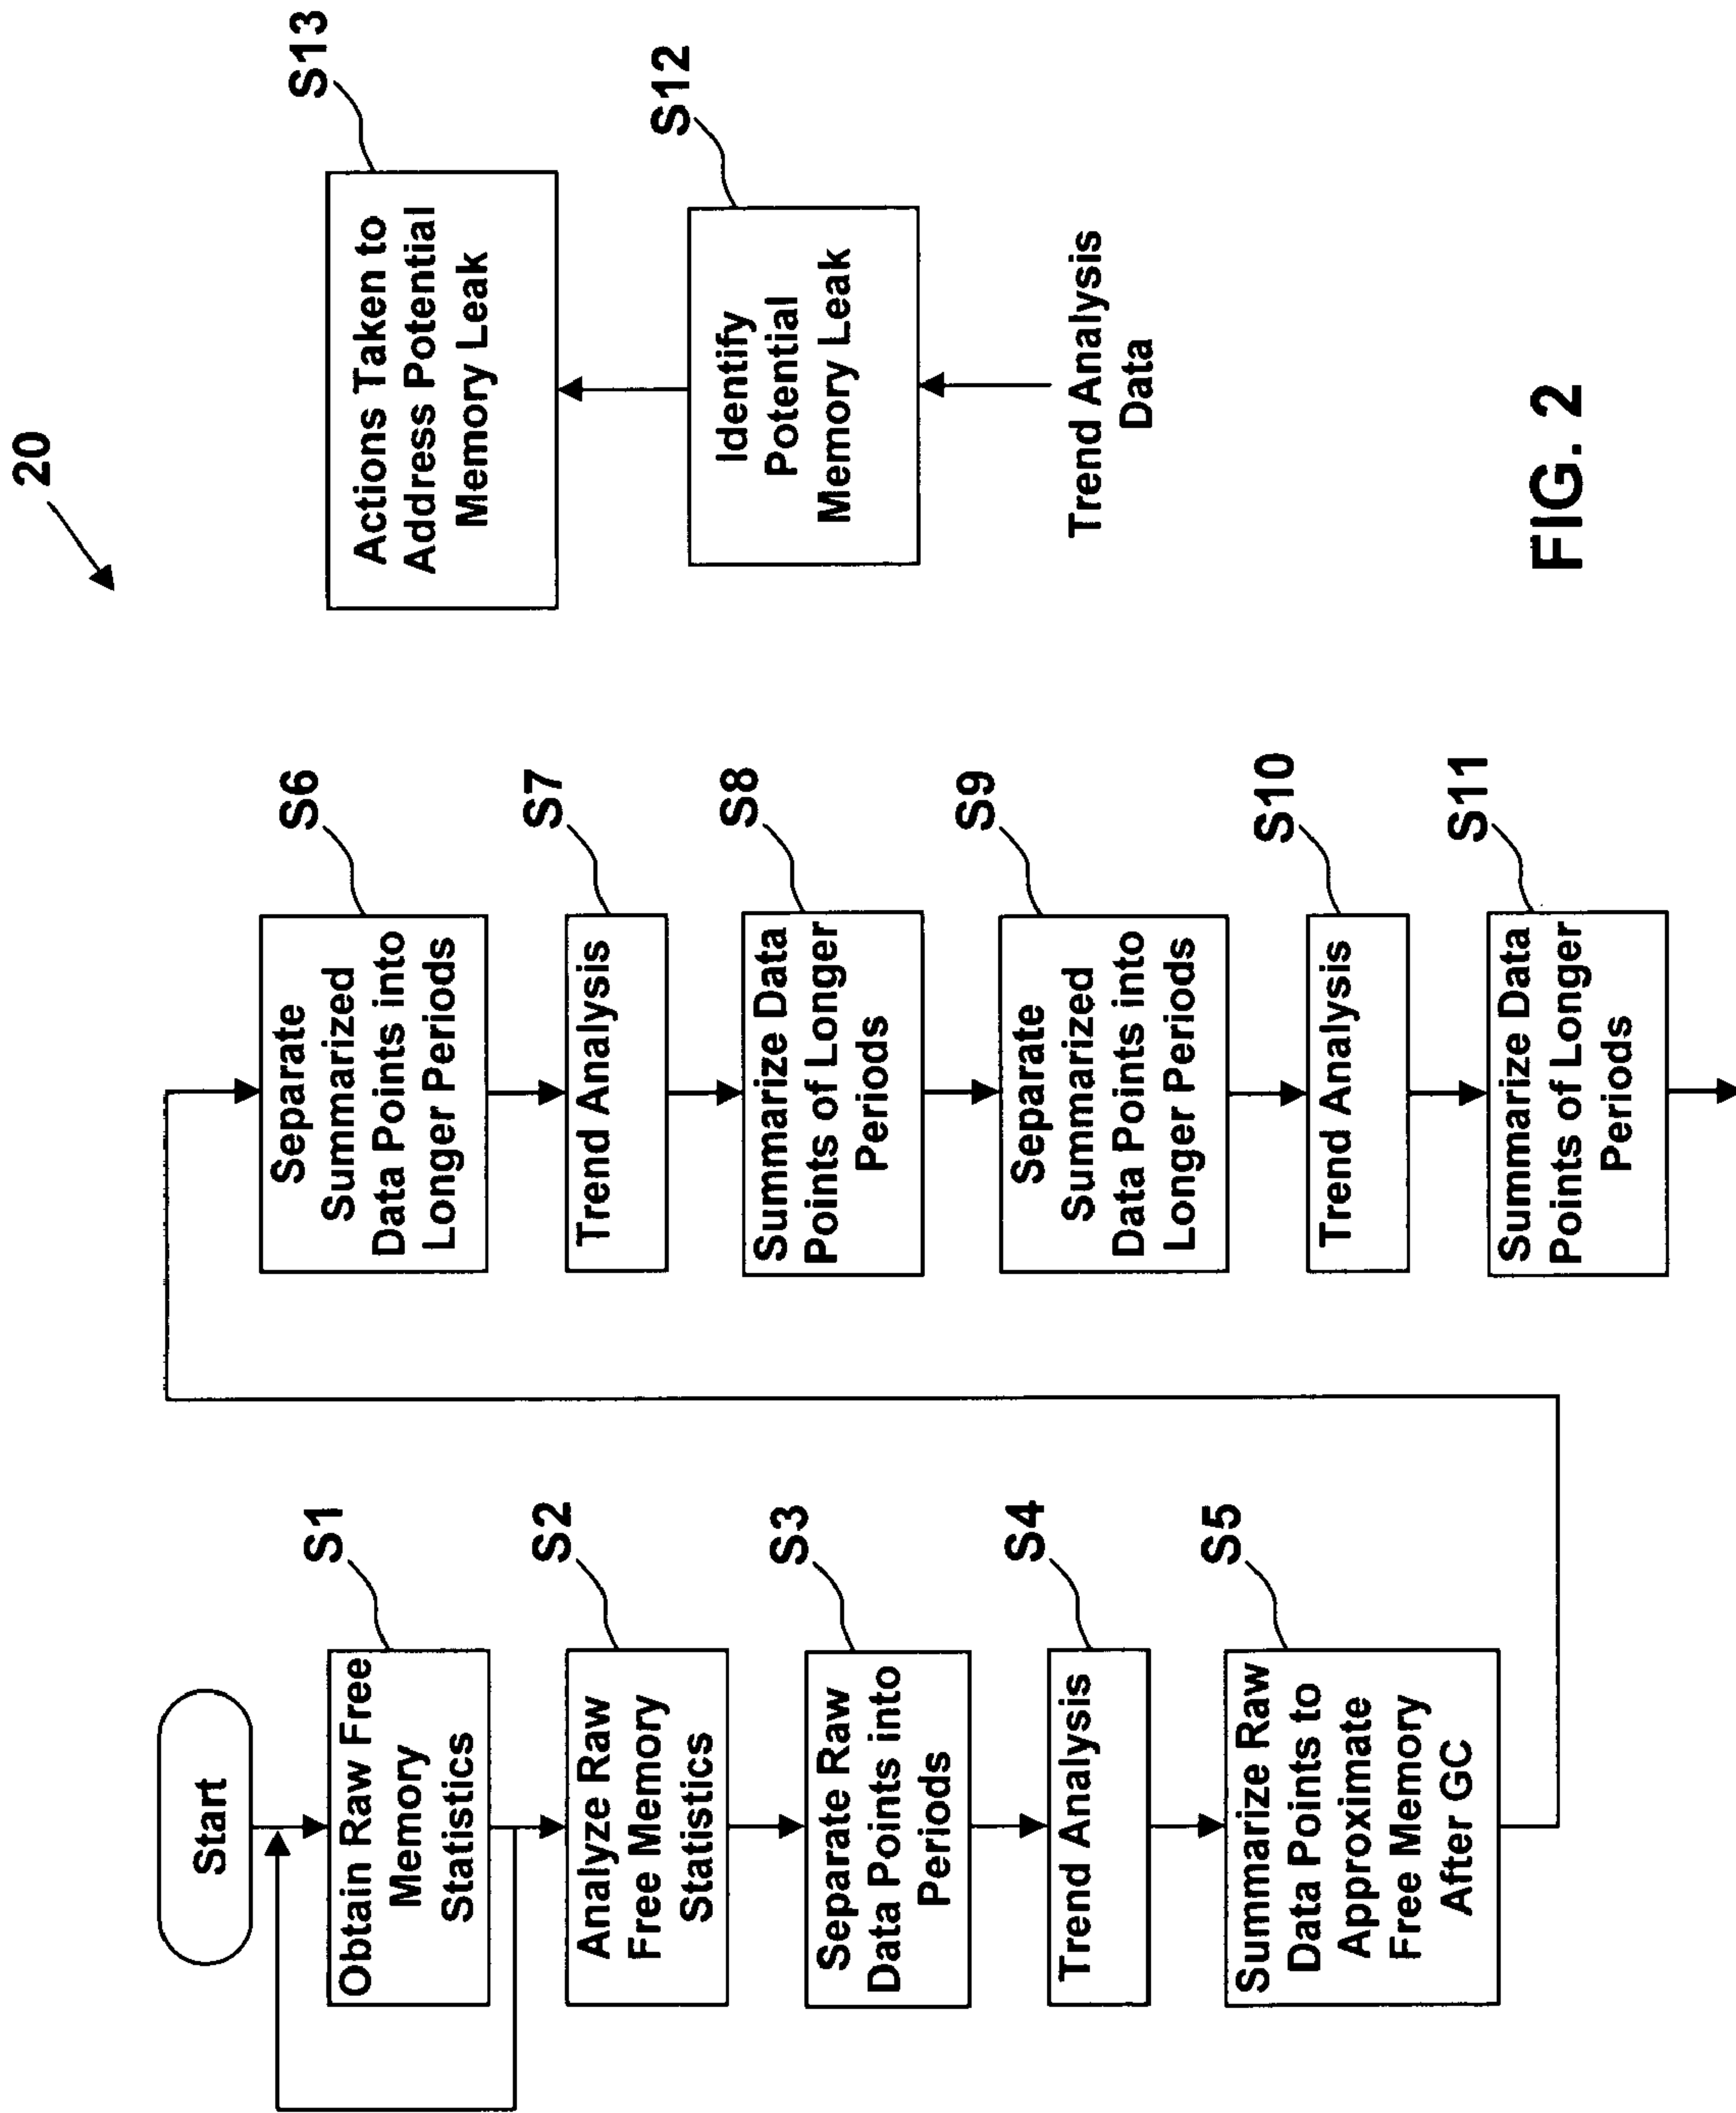 20
Start
S1
Obtain Raw Free
Memory
Statistics
S2
Analyze Raw
Free Memory
Statistics
S3
Separate Raw
Data Points into
Periods
S4
Trend Analysis
S5
Summarize Raw
Data Points to
Approximate
Free Memory
After GC
S6
Separate
Summarized
Data Points into
Longer Periods
S7
Trend Analysis
S8
Summarize Data
Points of Longer
Periods
S9
Separate
Summarized
Data Points into
Longer Periods
S10
Trend Analysis
S11
Summarize Data
Points of Longer
Periods
S13
Actions Taken to
Address Potential
Memory Leak
S12
Identify
Potential
Memory Leak
Trend Analysis
Data
FIG. 2